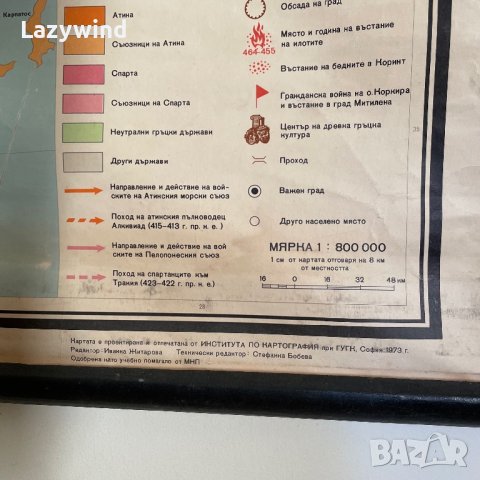 Lazywind
Карпатос
Атина
Съюзници на Атина
Спарта
Съюзници на Спарта
Неутрални гръцки държави
Други държави
Направление и действие на вой-
ските на Атинския морски съюз
Поход на атинския пълководец
Алкивиад (415-413 г. пр. н. е.)
Направление и действие на вой
ските на Пелопонеския съюз
Поход на спартанците към
Тракия (423-422 г. пр. н. е.)
Обсада на град
464-455
Място и година на въстание
на илотите
Въстание на бедните в Коринт
Гражданска война на о. Коркира
и въстание в град Митилена
Център на древна гръцка
култура
Проход
Важен град
Друго населено място
МЯРКА 1 : 800 000
1 см от картата отговаря на 8 км
от местността
16 0 16 32 48 км
25
28
Картата е проектирана и отпечатана от ИНСТИТУТА ПО КАРТОГРАФИЯ при ГУГК, София, 1973 г.
Редактор: Иванка Житарова Технически редактор: Стефанка Бобева
Одобрена като учебно помагало от МНП
BAZAR